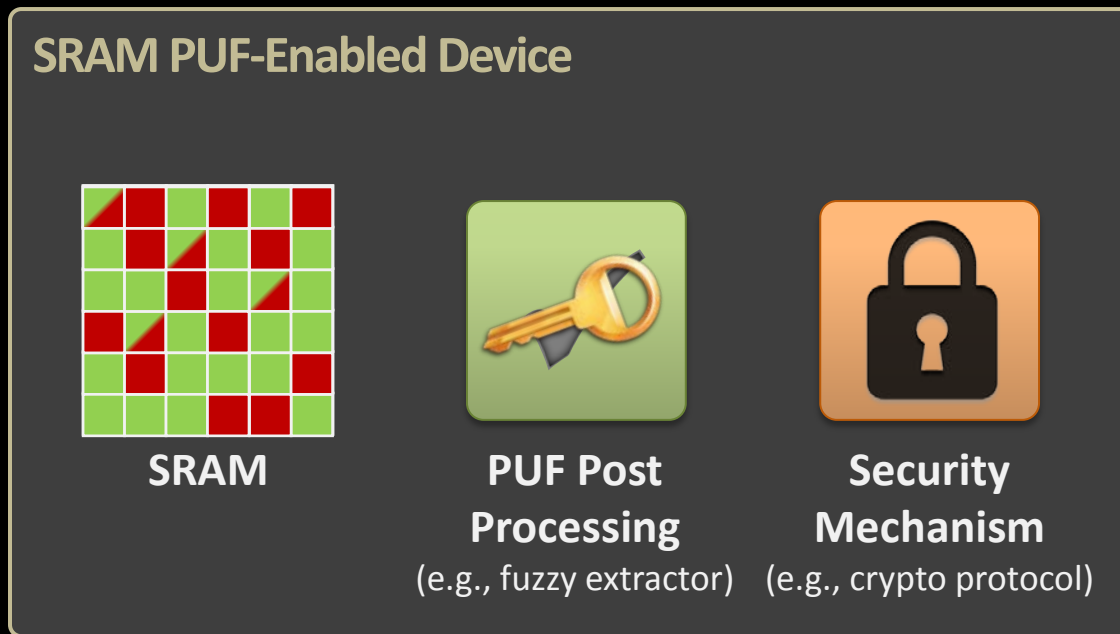 SRAM PUF-Enabled Device
SRAM
PUF Post
Processing
(e.g., fuzzy extractor)
Security
Mechanism
(e.g., crypto protocol)